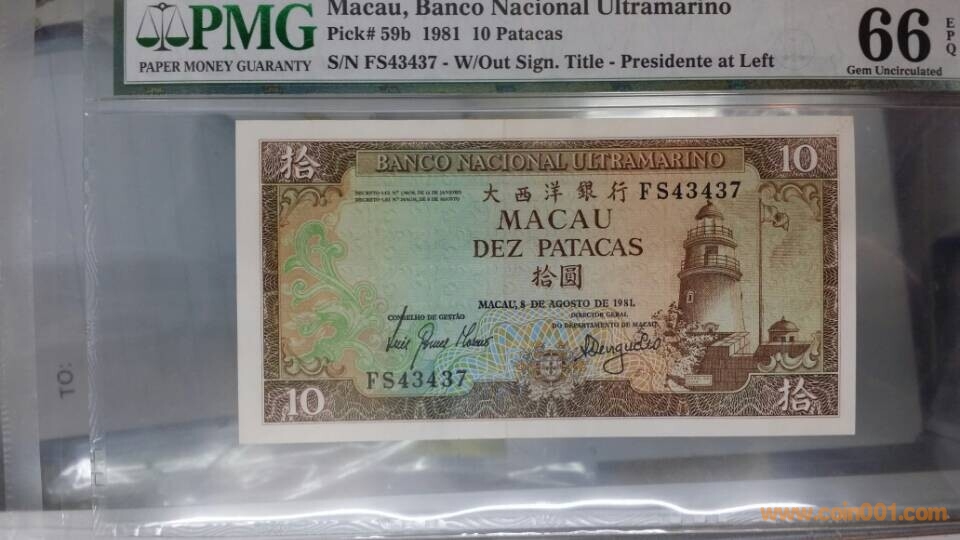 PMG
PAPER MONEY GUARANTY
Macau, Banco Nacional Ultramarino
Pick# 59b 1981 10 Patacas
S/N FS43437 - W/Out Sign. Title - Presidente at Left
66 EPQ
Gem Uncirculated
拾
BANCO NACIONAL ULTRAMARINO
10
大西洋銀行 FS43437
MACAU
DEZ PATACAS
拾圓
MACAU, 8 DE AGOSTO DE 1981.
CONSELHO DE GESTÃO
DIRECTOR GERAL
DO DEPARTAMENTO DE MACAU
FS43437
10
拾
TO:
www.coin001.com